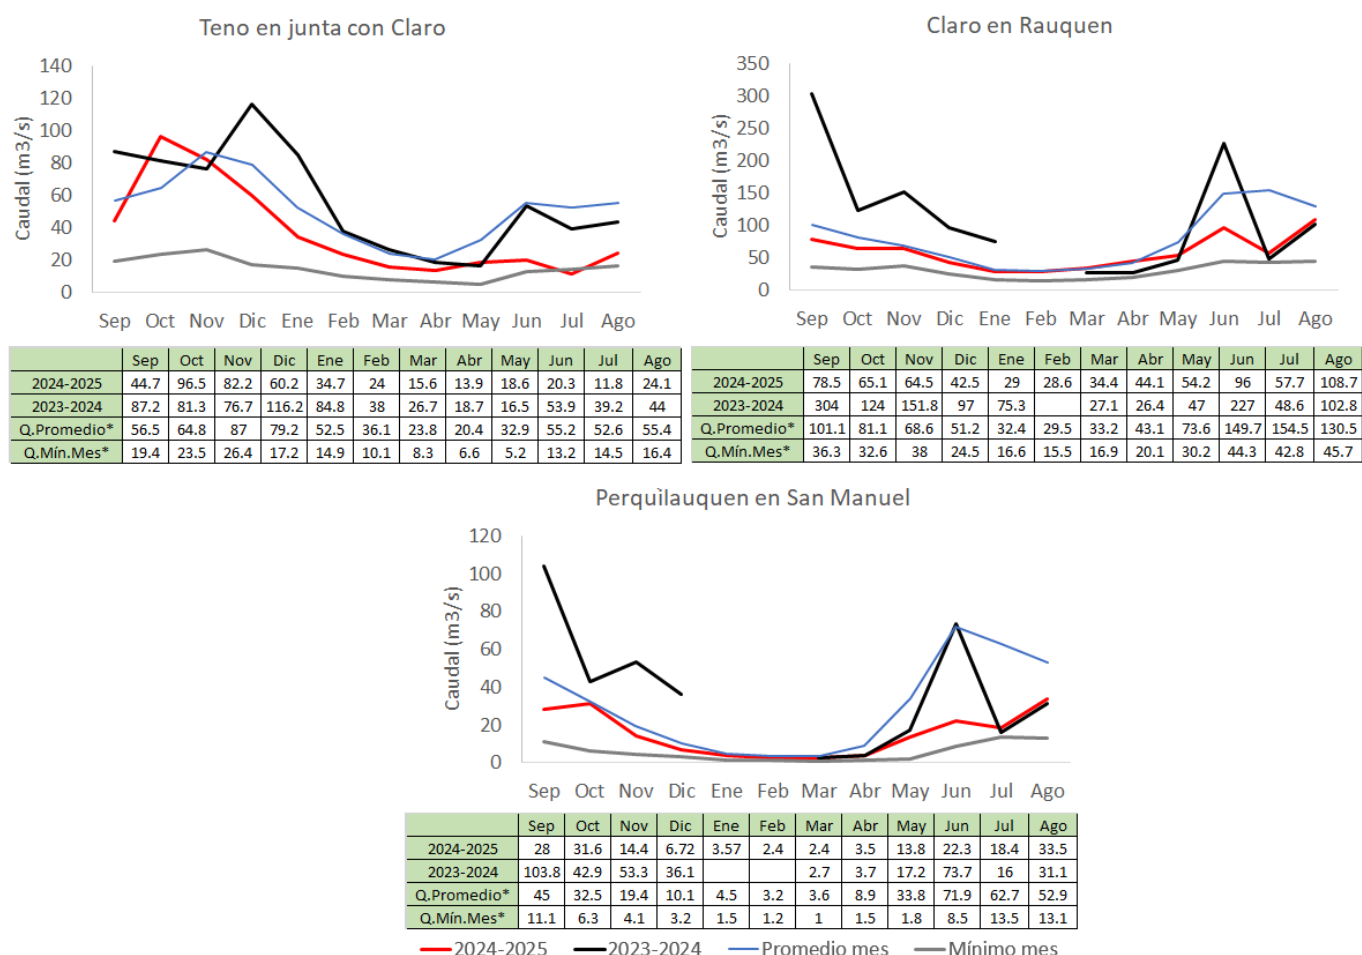 Teno en junta con Claro
Caudal (m3/s)
140
120
100
80
60
40
20
0
Sep Oct Nov Dic Ene Feb Mar Abr May Jun Jul Ago
Sep Oct Nov Dic Ene Feb Mar Abr May Jun Jul Ago
2024-2025 44.7 96.5 82.2 60.2 34.7 24 15.6 13.9 18.6 20.3 11.8 24.1
2023-2024 87.2 81.3 76.7 116.2 84.8 38 26.7 18.7 16.5 53.9 39.2 44
Q.Promedio* 56.5 64.8 87 79.2 52.5 36.1 23.8 20.4 32.9 55.2 52.6 55.4
Q.Mín.Mes* 19.4 23.5 26.4 17.2 14.9 10.1 8.3 6.6 5.2 13.2 14.5 16.4
Claro en Rauquen
Caudal (m3/s)
350
300
250
200
150
100
50
0
Sep Oct Nov Dic Ene Feb Mar Abr May Jun Jul Ago
Sep Oct Nov Dic Ene Feb Mar Abr May Jun Jul Ago
2024-2025 78.5 65.1 64.5 42.5 29 28.6 34.4 44.1 54.2 96 57.7 108.7
2023-2024 304 124 151.8 97 75.3 27.1 26.4 47 227 48.6 102.8
Q.Promedio* 101.1 81.1 68.6 51.2 32.4 29.5 33.2 43.1 73.6 149.7 154.5 130.5
Q.Mín.Mes* 36.3 32.6 38 24.5 16.6 15.5 16.9 20.1 30.2 44.3 42.8 45.7
Perquìlauquen en San Manuel
Caudal (m3/s)
120
100
80
60
40
20
0
Sep Oct Nov Dic Ene Feb Mar Abr May Jun Jul Ago
Sep Oct Nov Dic Ene Feb Mar Abr May Jun Jul Ago
2024-2025 28 31.6 14.4 6.72 3.57 2.4 2.4 3.5 13.8 22.3 18.4 33.5
2023-2024 103.8 42.9 53.3 36.1 2.7 3.7 17.2 73.7 16 31.1
Q.Promedio* 45 32.5 19.4 10.1 4.5 3.2 3.6 8.9 33.8 71.9 62.7 52.9
Q.Mín.Mes* 11.1 6.3 4.1 3.2 1.5 1.2 1 1.5 1.8 8.5 13.5 13.1
2024-2025 2023-2024 Promedio mes Mínimo mes